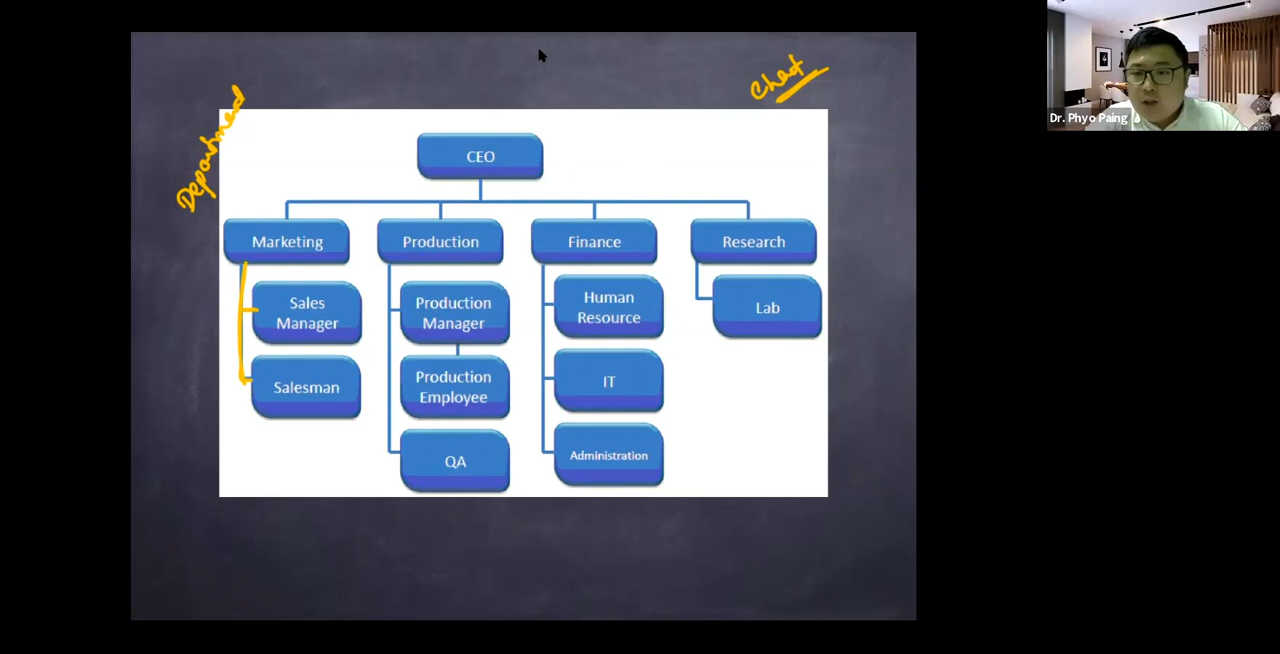 Chart
Department
CEO
Marketing
Production
Finance
Research
Sales
Manager
Production
Manager
Human
Resource
Lab
Salesman
Production
Employee
IT
QA
Administration
Dr. Phyo Paing